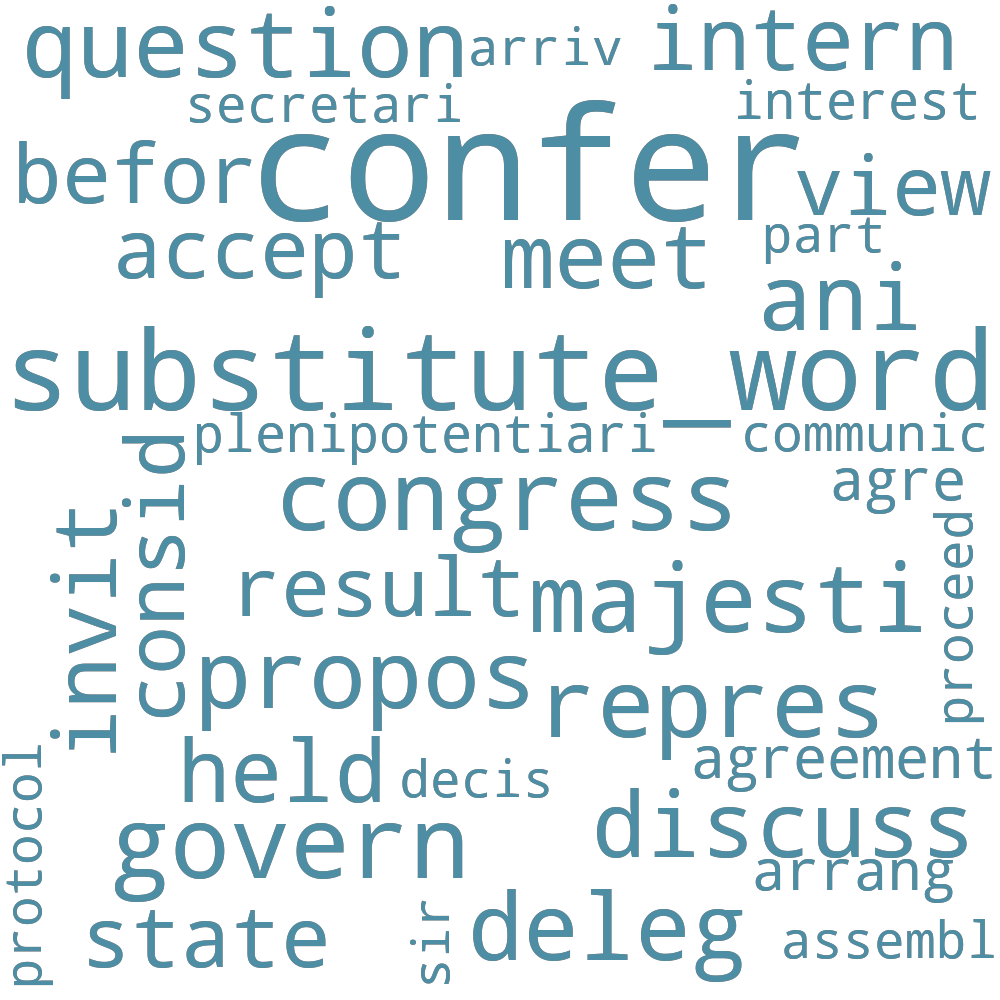 question
arriv
intern
secretari
interest
confer
befor
view
accept
meet
part
ani
substitute_word
plenipotentiari
communic
consid
congress
agre
invit
proceed
result
majesti
propos
repres
held
decis
agreement
protocol
govern
discuss
arrang
state
sir
deleg
assembl